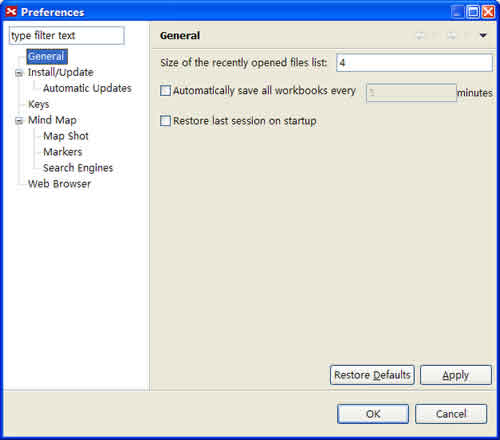 Preferences
type filter text
General
Install/Update
Automatic Updates
Keys
Mind Map
Map Shot
Markers
Search Engines
Web Browser
General
Size of the recently opened files list: 4
Automatically save all workbooks every 5 minutes
Restore last session on startup
Restore Defaults Apply
OK Cancel